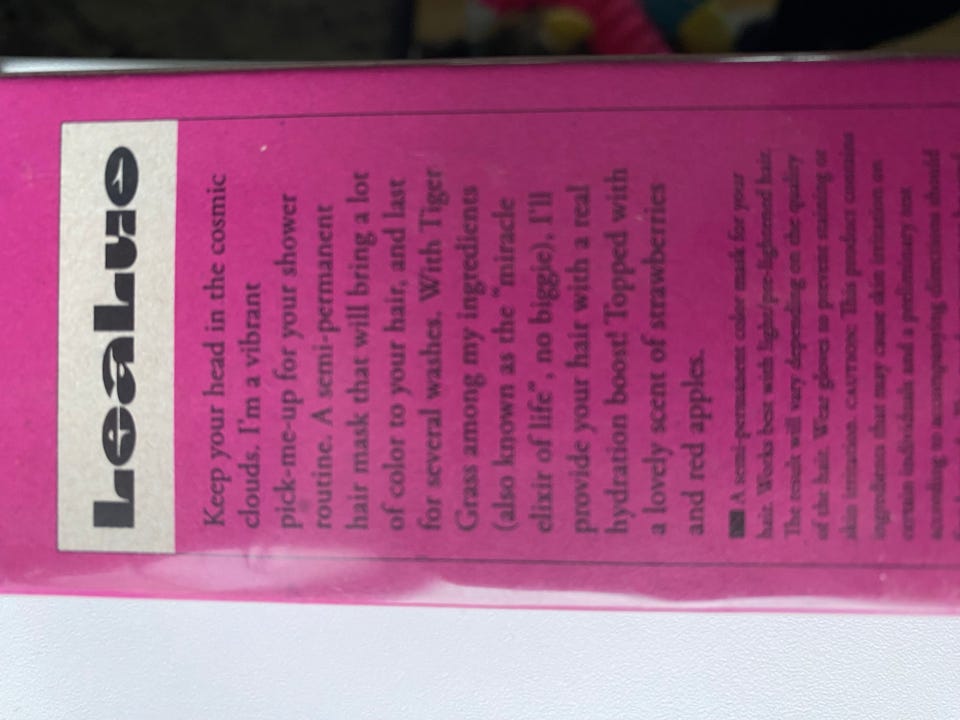 LeaLuo
Keep your head in the cosmic
clouds. I'm a vibrant
pick-me-up for your shower
routine. A semi-permanent
hair mask that will bring a lot
of color to your hair, and last
for several washes. With Tiger
Grass among my ingredients
(also known as the "miracle
elixir of life", no biggie), I'll
provide your hair with a real
hydration boost! Topped with
a lovely scent of strawberries
and red apples.
A semi-permanent color mask for your
hair. Works best with light/pre-lightened hair.
The result will vary depending on the quality
of the hair. Wear gloves to prevent staining or
skin irritation. CAUTION: This product contains
ingredients that may cause skin irritation on
certain individuals and a preliminary test
according to accompanying directions should